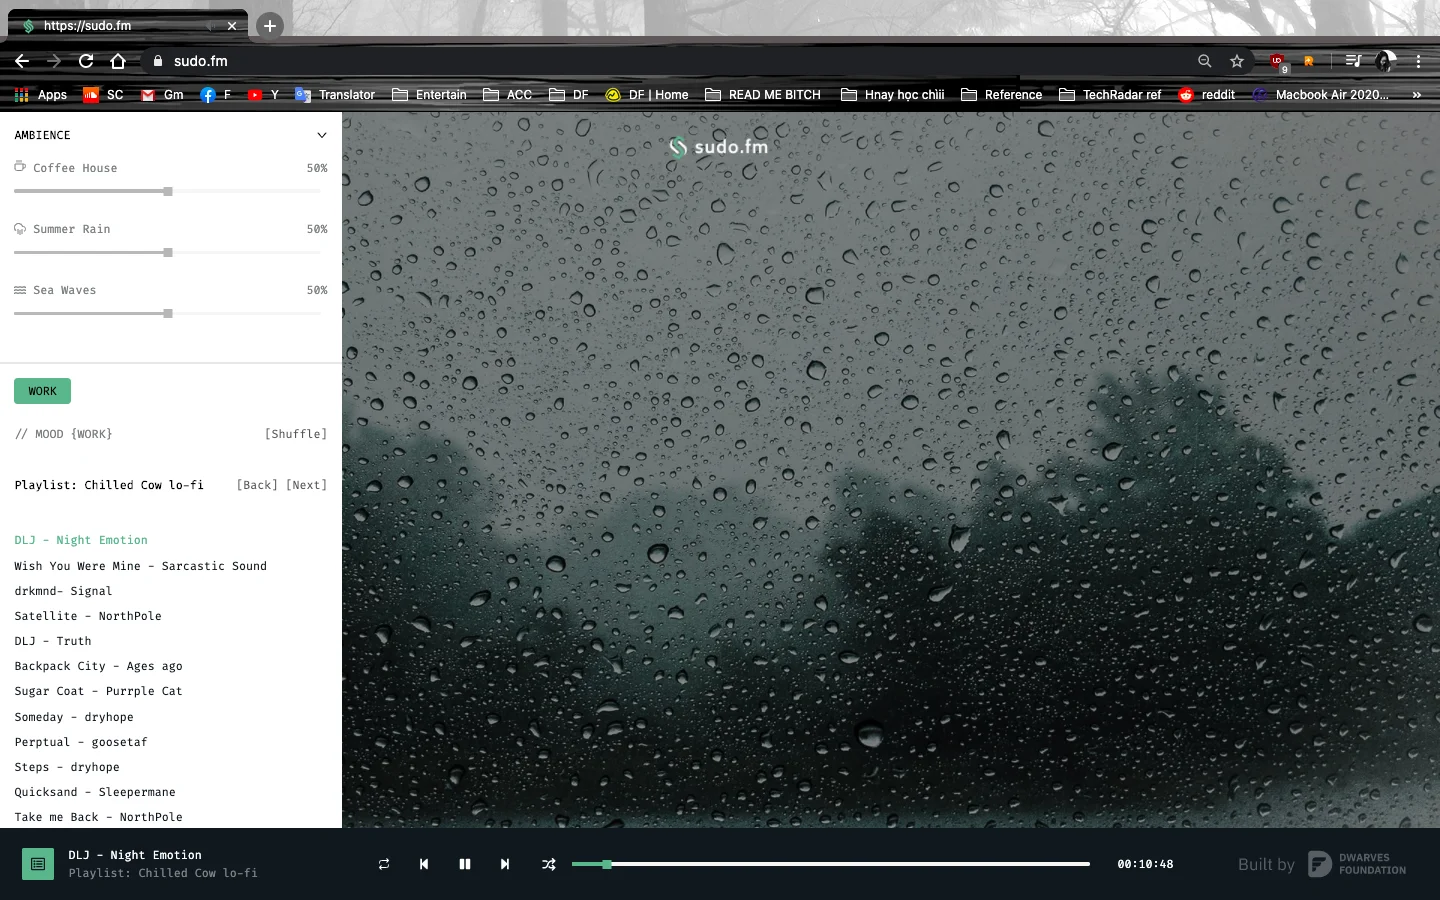 https://sudo.fm
sudo.fm
9
Apps SC Gm F Y Translator Entertain ACC DF DF | Home READ ME BITCH Hnay học chìii Reference TechRadar ref reddit Macbook Air 2020... »
AMBIENCE
Coffee House 50%
Summer Rain 50%
Sea Waves 50%
sudo.fm
WORK
// MOOD {WORK} [Shuffle]
Playlist: Chilled Cow lo-fi [Back] [Next]
DLJ - Night Emotion
Wish You Were Mine - Sarcastic Sound
drkmnd- Signal
Satellite - NorthPole
DLJ - Truth
Backpack City - Ages ago
Sugar Coat - Purrple Cat
Someday - dryhope
Perptual - goosetaf
Steps - dryhope
Quicksand - Sleepermane
Take me Back - NorthPole
DLJ - Night Emotion
Playlist: Chilled Cow lo-fi
00:10:48
Built by
DWARVES
FOUNDATION